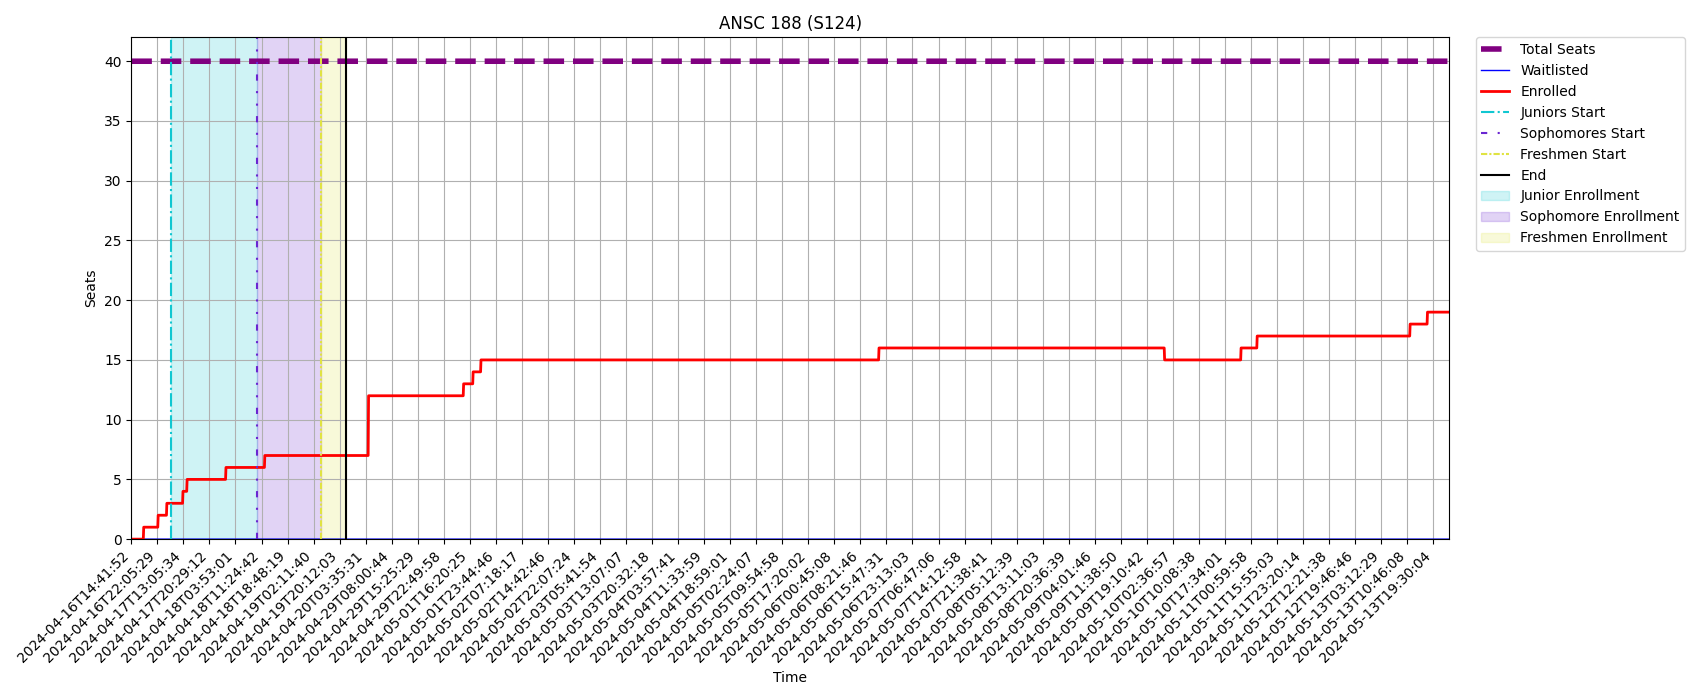 ANSC 188 (S124)
40
35
30
25
20
15
10
5
0
Seats
2024-04-16T14:41:52
2024-04-16T22:05:29
2024-04-17T13:05:34
2024-04-17T20:29:12
2024-04-18T03:53:01
2024-04-18T11:24:42
2024-04-18T18:48:19
2024-04-19T02:11:40
2024-04-19T20:12:03
2024-04-20T03:35:31
2024-04-29T08:00:44
2024-04-29T15:25:29
2024-04-29T22:49:58
2024-05-01T16:20:25
2024-05-01T23:44:46
2024-05-02T07:18:17
2024-05-02T14:42:46
2024-05-02T22:07:24
2024-05-03T05:41:54
2024-05-03T13:07:07
2024-05-03T20:32:18
2024-05-04T03:57:41
2024-05-04T11:33:59
2024-05-04T18:59:01
2024-05-05T02:24:07
2024-05-05T09:54:58
2024-05-05T17:20:02
2024-05-06T00:45:08
2024-05-06T08:21:46
2024-05-06T15:47:31
2024-05-06T23:13:03
2024-05-07T06:47:06
2024-05-07T14:12:58
2024-05-07T21:38:41
2024-05-08T05:12:39
2024-05-08T13:11:03
2024-05-08T20:36:39
2024-05-09T04:01:46
2024-05-09T11:38:50
2024-05-09T19:10:42
2024-05-10T02:36:57
2024-05-10T10:08:38
2024-05-10T17:34:01
2024-05-11T00:59:58
2024-05-11T15:55:03
2024-05-11T23:20:14
2024-05-12T12:21:38
2024-05-12T19:46:46
2024-05-13T03:12:29
2024-05-13T10:46:08
2024-05-13T19:30:04
Time
Total Seats
Waitlisted
Enrolled
Juniors Start
Sophomores Start
Freshmen Start
End
Junior Enrollment
Sophomore Enrollment
Freshmen Enrollment